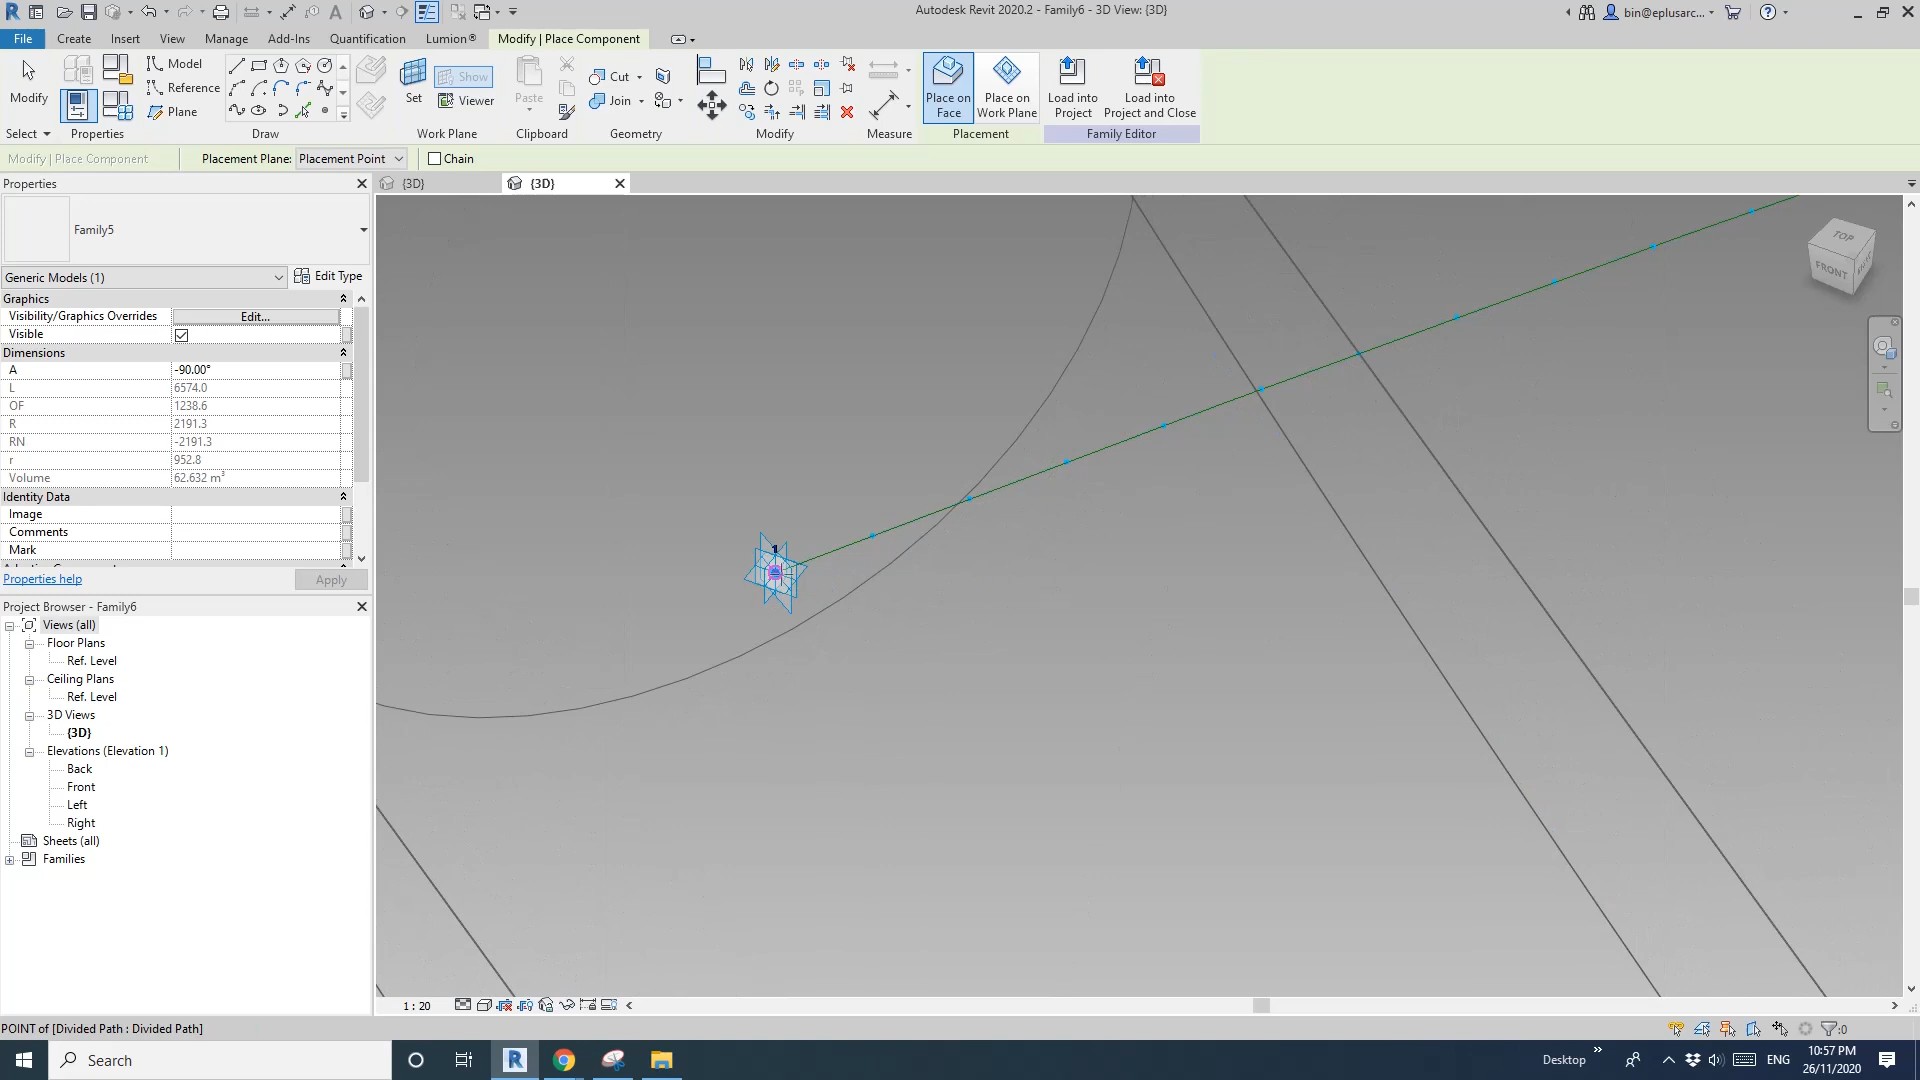 Autodesk Revit 2020.2 - Family6 - 3D View: {3D}
bin@eplusarc...
File Create Insert View Manage Add-Ins Quantification Lumion® Modify | Place Component
Modify
Model
Reference
Plane
Set
Show
Viewer
Paste
Cut
Join
Place on
Face
Place on
Work Plane
Load into
Project
Load into
Project and Close
Select Properties Draw Work Plane Clipboard Geometry Modify Measure Placement Family Editor
Modify | Place Component Placement Plane: Placement Point Chain
Properties
{3D}
{3D}
Family5
Generic Models (1) Edit Type
Graphics
Visibility/Graphics Overrides Edit...
Visible
Dimensions
A -90.00°
L 6574.0
OF 1238.6
R 2191.3
RN -2191.3
r 952.8
Volume 62.632 m³
Identity Data
Image
Comments
Mark
Properties help Apply
Project Browser - Family6
Views (all)
Floor Plans
Ref. Level
Ceiling Plans
Ref. Level
3D Views
{3D}
Elevations (Elevation 1)
Back
Front
Left
Right
Sheets (all)
Families
1
TOP
FRONT
1 : 20
POINT of [Divided Path : Divided Path]
:0
Search
Desktop
ENG
10:57 PM
26/11/2020